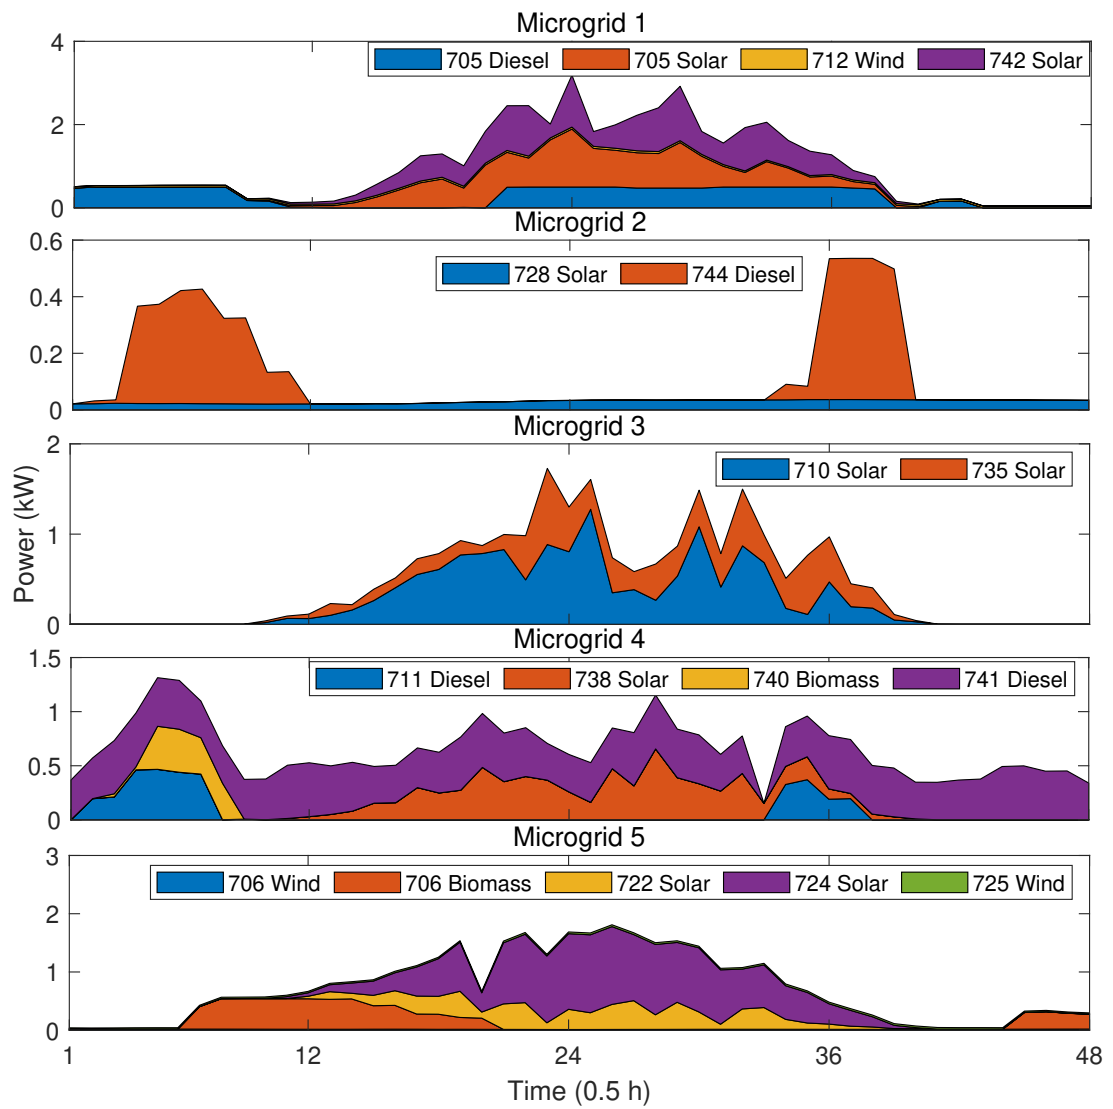 Microgrid 1
4
2
0
705 Diesel 705 Solar 712 Wind 742 Solar
Microgrid 2
0.6
0.4
0.2
0
728 Solar 744 Diesel
Microgrid 3
2
1
0
710 Solar 735 Solar
Power (kW)
Microgrid 4
1.5
1
0.5
0
711 Diesel 738 Solar 740 Biomass 741 Diesel
Microgrid 5
3
2
1
0
706 Wind 706 Biomass 722 Solar 724 Solar 725 Wind
1 12 24 36 48
Time (0.5 h)